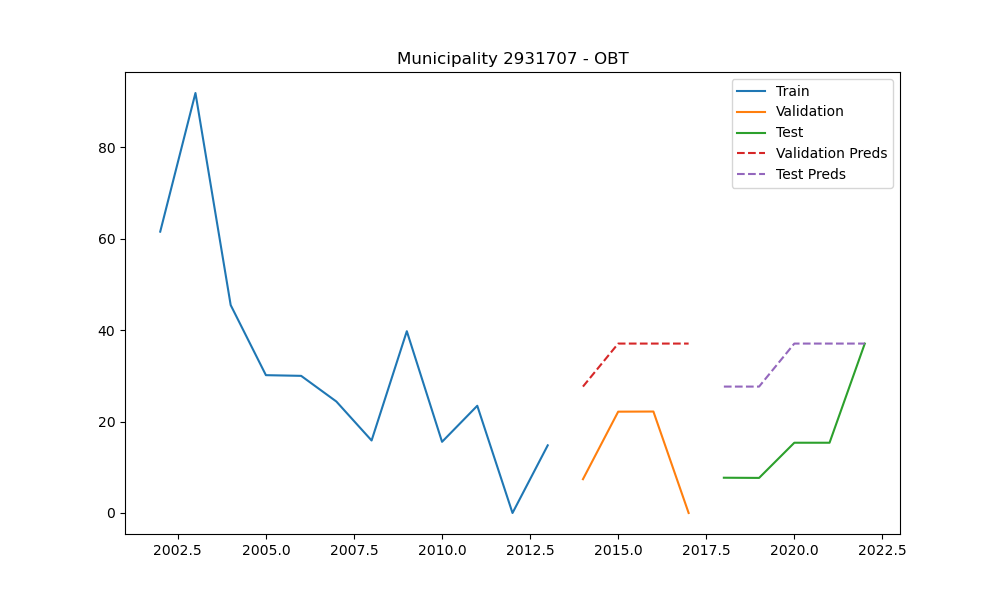 Municipality 2931707 - OBT
Train
Validation
Test
Validation Preds
Test Preds
80
60
40
20
0
2002.5 2005.0 2007.5 2010.0 2012.5 2015.0 2017.5 2020.0 2022.5